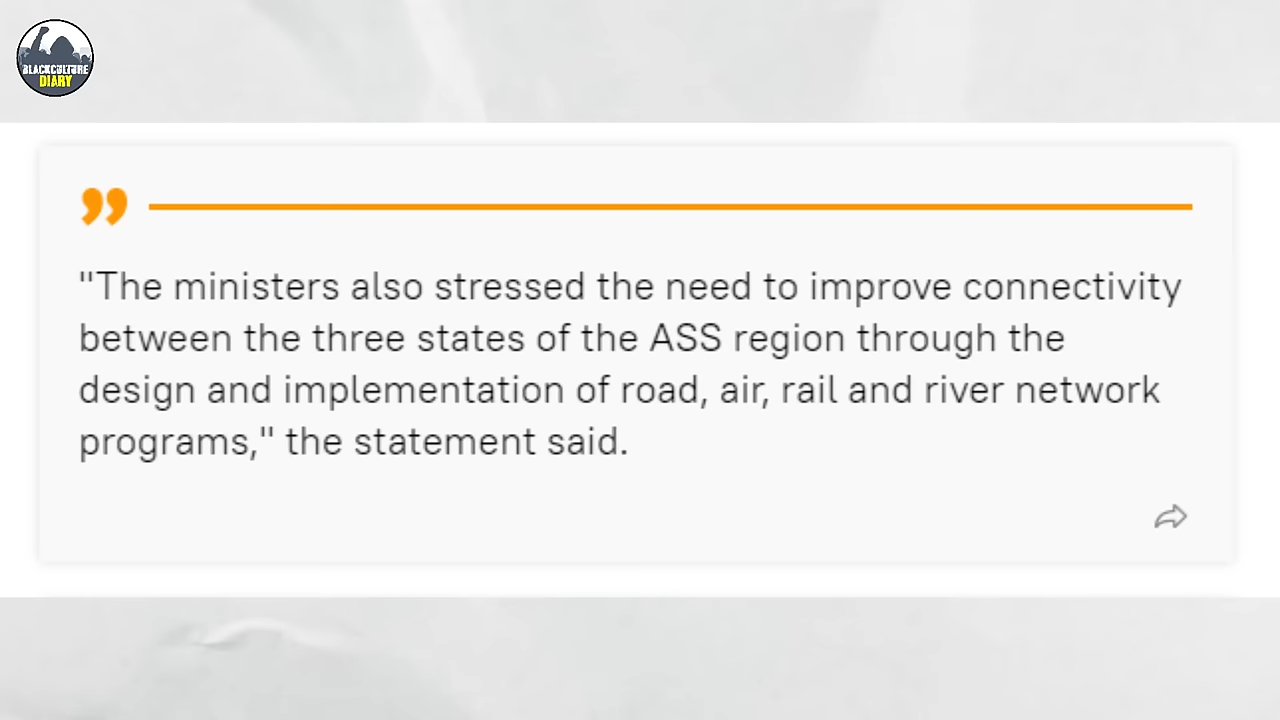 BLACKCULTURE
DIARY
"The ministers also stressed the need to improve connectivity
between the three states of the ASS region through the
design and implementation of road, air, rail and river network
programs," the statement said.